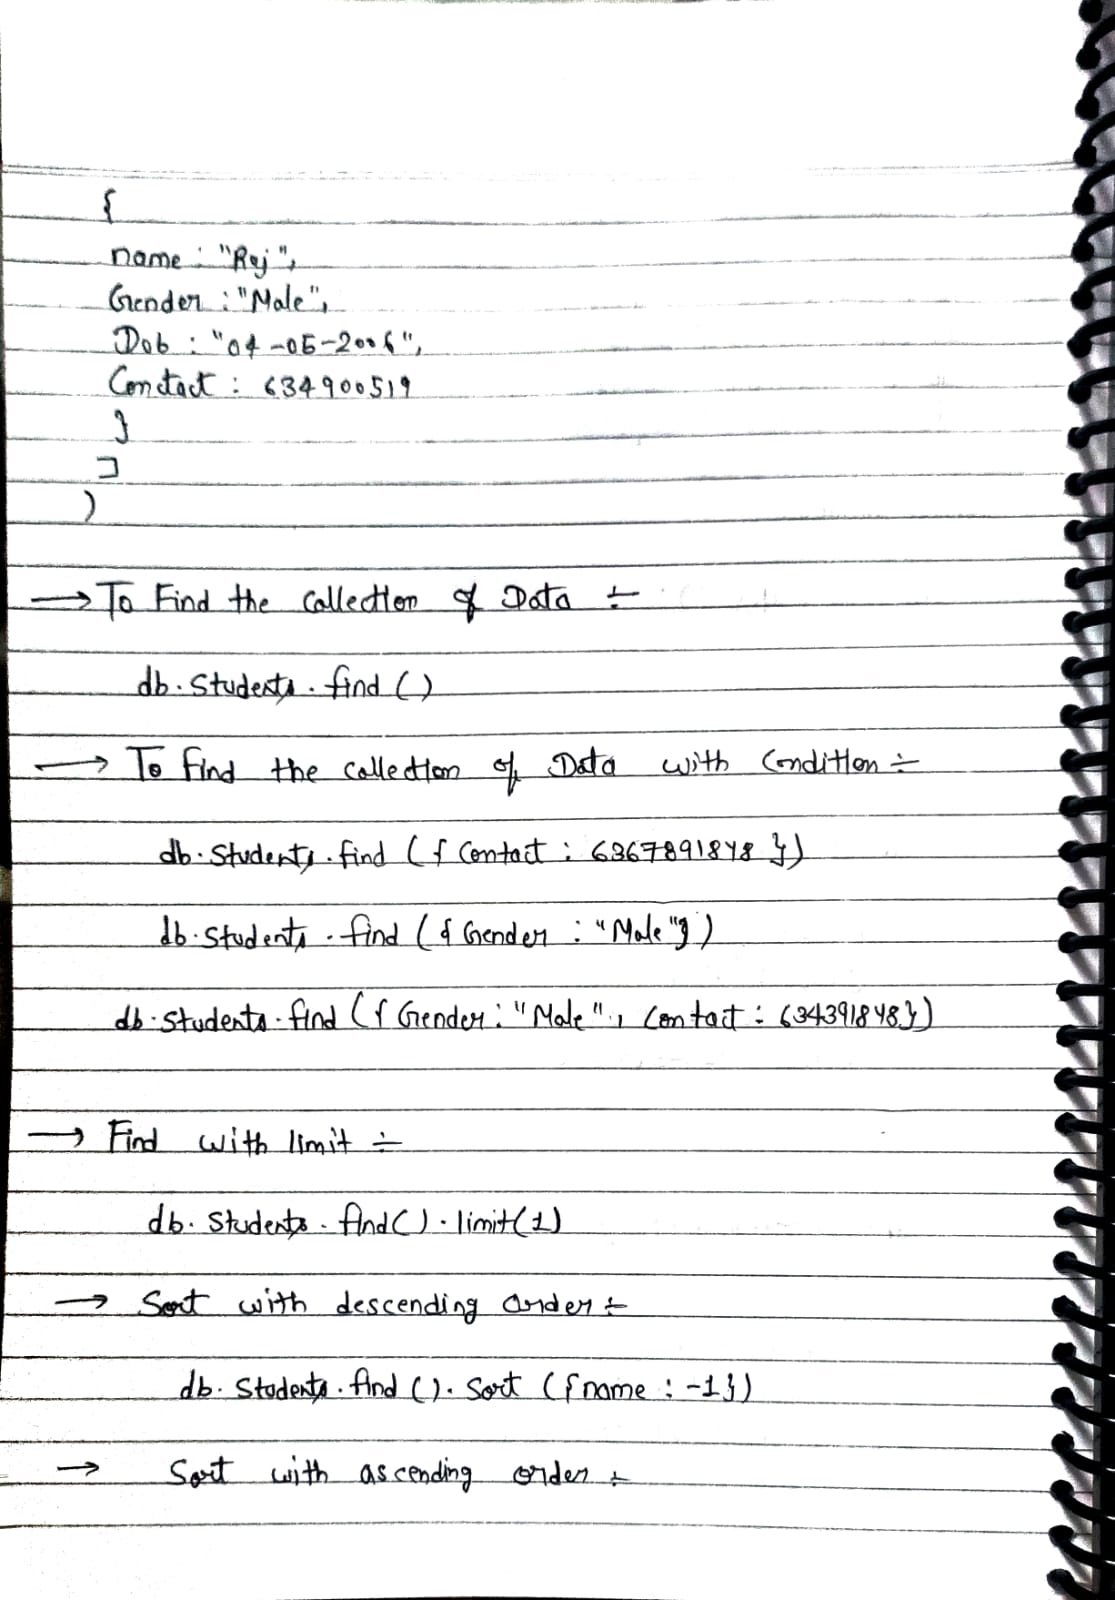 {
name : "Raj",
Gender : "Male",
Dob : "04-05-2006",
Contact : 634900519
}
]
)
→ To Find the Collection of Data ÷
db.Students.find()
→ To Find the Collection of Data with Condition ÷
db.Students.find({Contact : 6367891848})
db.Students.find({Gender : "Male"})
db.Students.find({Gender : "Male", Contact : 634391848})
→ Find with limit ÷
db.Students.find().limit(1)
→ Sort with descending order ÷
db.Students.find().Sort({name : -1})
→ Sort with ascending order ÷